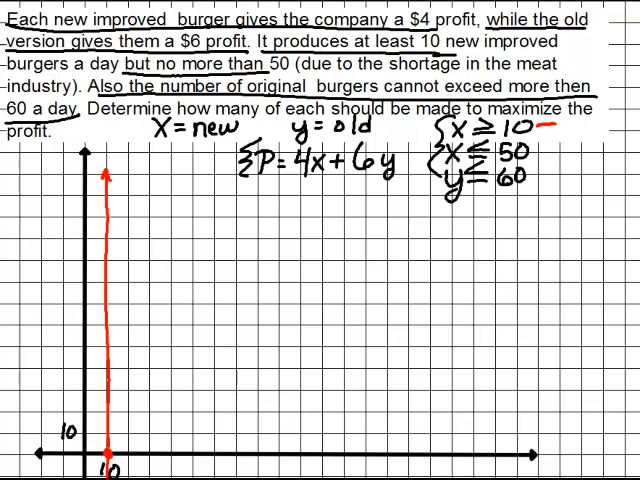 Each new improved burger gives the company a $4 profit, while the old
version gives them a $6 profit. It produces at least 10 new improved
burgers a day but no more than 50 (due to the shortage in the meat
industry). Also the number of original burgers cannot exceed more then
60 a day. Determine how many of each should be made to maximize the
profit.
X = new y = old { x ≥ 10
{ P = 4x + 6y x ≤ 50
y ≤ 60
10
10